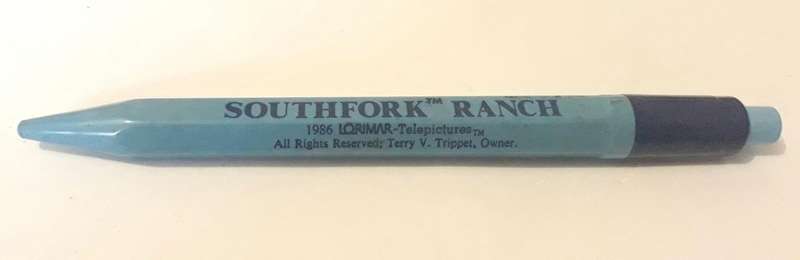 SOUTHFORK™ RANCH
1986 LORIMAR-Telepictures™
All Rights Reserved; Terry V. Trippet, Owner.